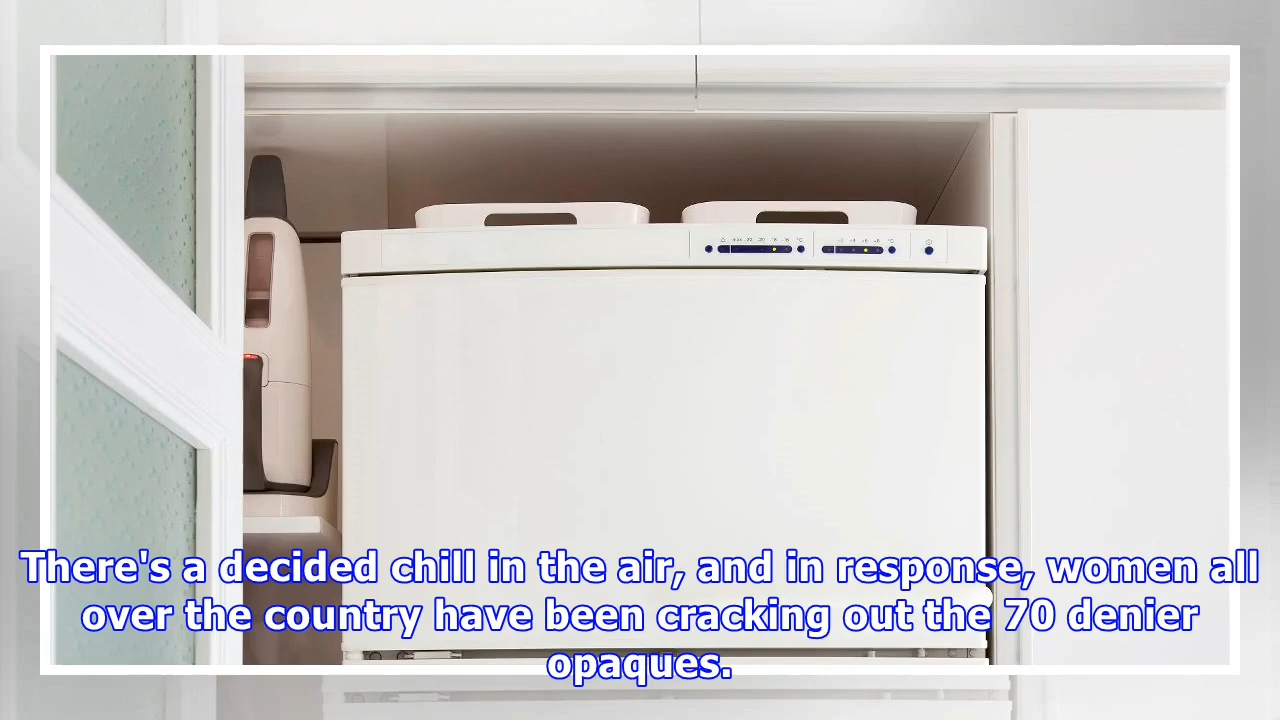 There's a decided chill in the air, and in response, women all
over the country have been cracking out the 70 denier
opaques.